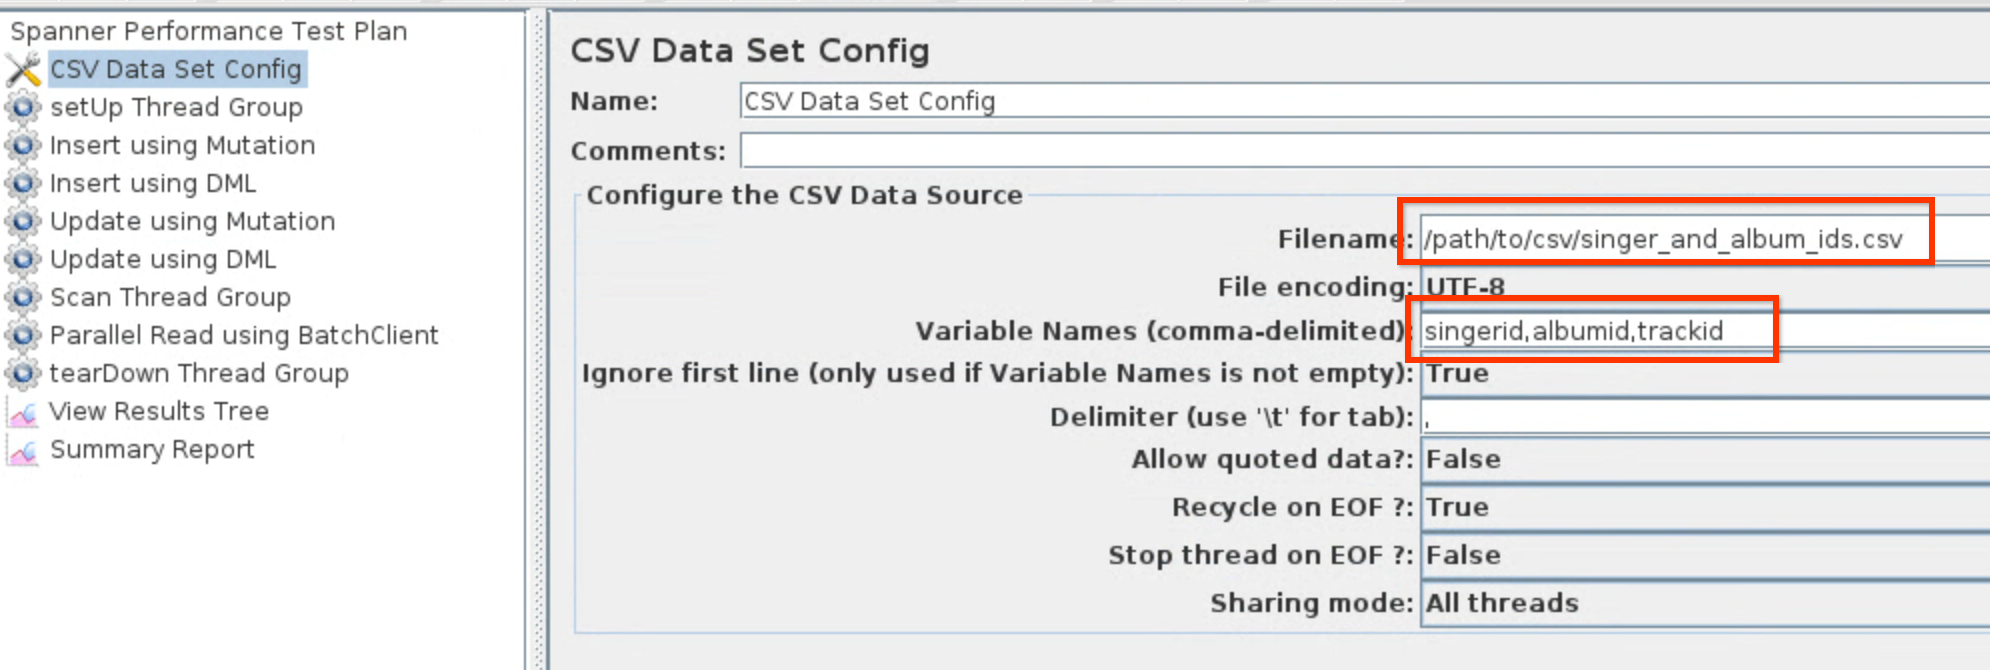 Spanner Performance Test Plan
CSV Data Set Config
setUp Thread Group
Insert using Mutation
Insert using DML
Update using Mutation
Update using DML
Scan Thread Group
Parallel Read using BatchClient
tearDown Thread Group
View Results Tree
Summary Report
CSV Data Set Config
Name: CSV Data Set Config
Comments:
Configure the CSV Data Source
Filename: /path/to/csv/singer_and_album_ids.csv
File encoding: UTF-8
Variable Names (comma-delimited): singerid,albumid,trackid
Ignore first line (only used if Variable Names is not empty): True
Delimiter (use '\t' for tab): ,
Allow quoted data?: False
Recycle on EOF ?: True
Stop thread on EOF ?: False
Sharing mode: All threads